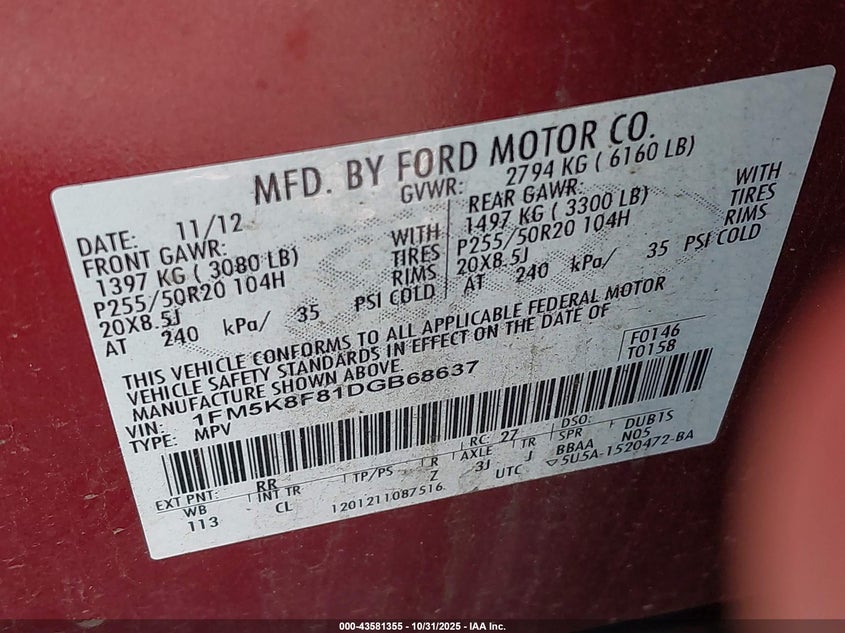 MFD. BY FORD MOTOR CO.
DATE: 11/12 GVWR: 2794 KG ( 6160 LB)
FRONT GAWR: REAR GAWR:
1397 KG ( 3080 LB) WITH 1497 KG ( 3300 LB) WITH
P255/50R20 104H TIRES P255/50R20 104H TIRES
20X8.5J RIMS 20X8.5J RIMS
AT 240 kPa/ 35 PSI COLD AT 240 kPa/ 35 PSI COLD
THIS VEHICLE CONFORMS TO ALL APPLICABLE FEDERAL MOTOR
VEHICLE SAFETY STANDARDS IN EFFECT ON THE DATE OF
MANUFACTURE SHOWN ABOVE.
VIN: 1FM5K8F81DGB68637
TYPE: MPV
F0146
T0158
EXT PNT: RR RC: 27 DSO:
WB INT TR TP/PS R AXLE TR SPR DUB1S
113 CL Z 3J J BBAA N05
1201211087516 UTC 5U5A-1520472-BA
000-43581355 - 10/31/2025 - IAA Inc.